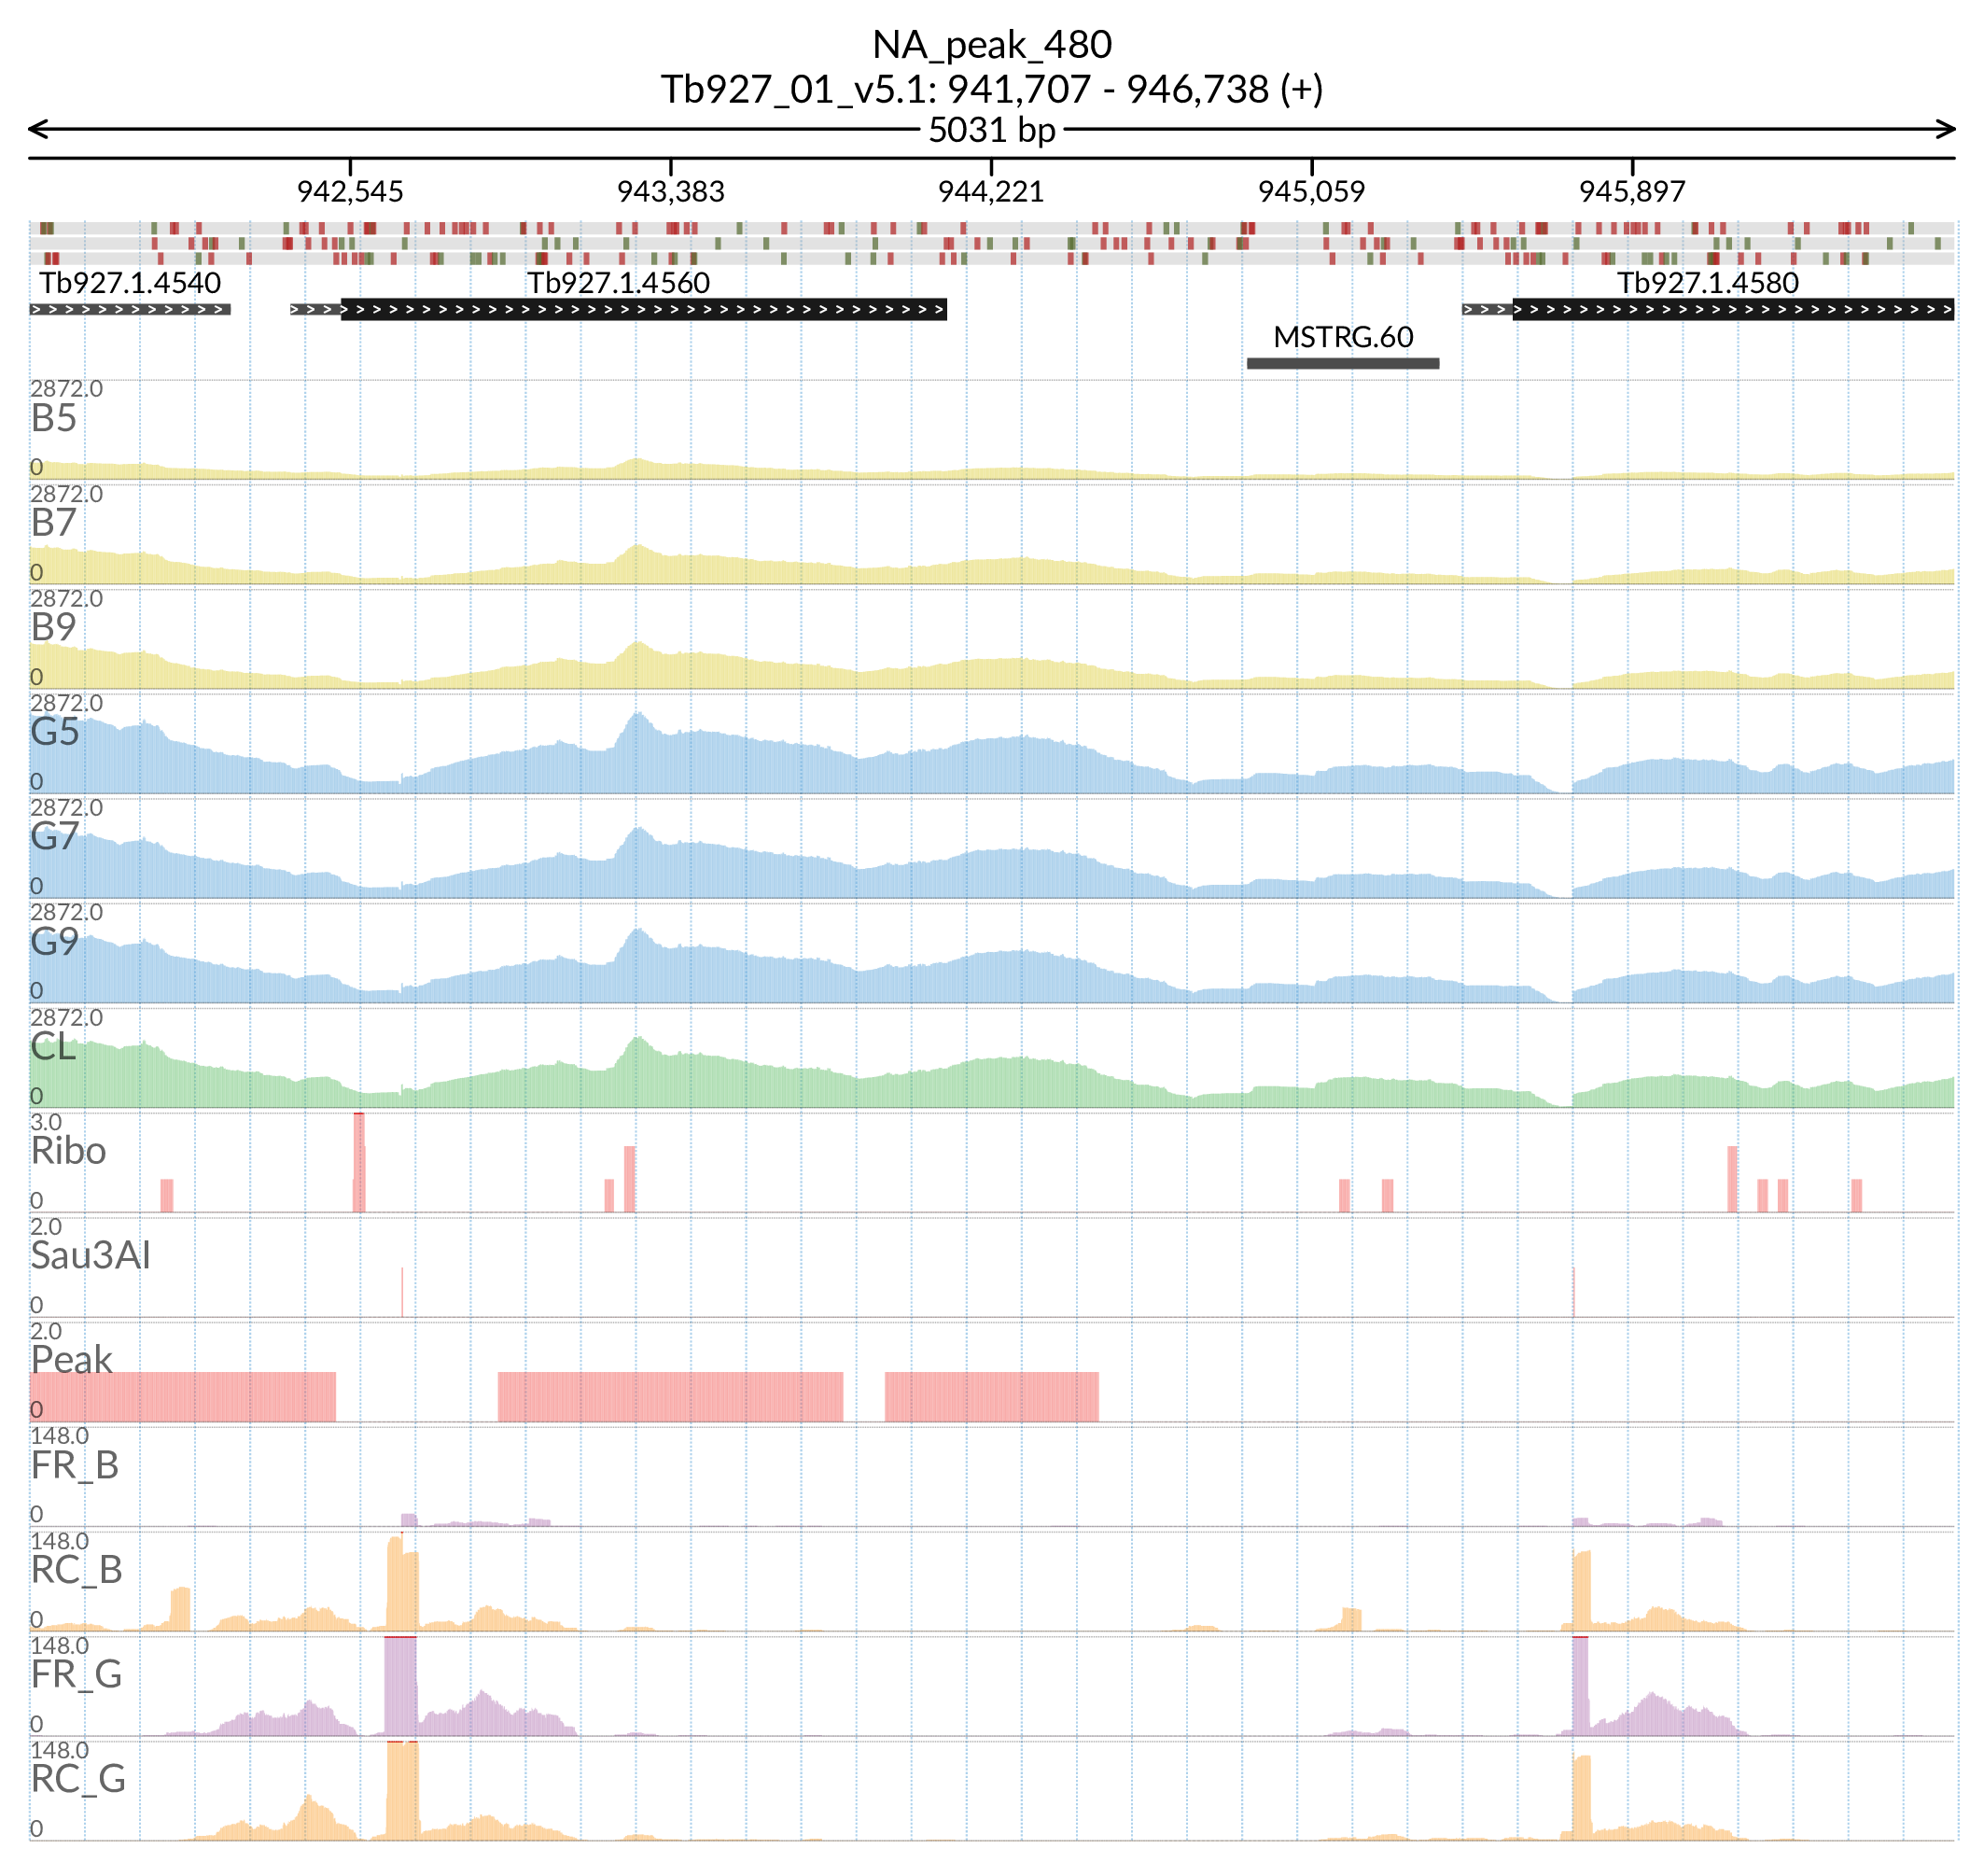 NA_peak_480
Tb927_01_v5.1: 941,707 - 946,738 (+)
5031 bp
942,545 943,383 944,221 945,059 945,897
Tb927.1.4540 Tb927.1.4560 Tb927.1.4580
MSTRG.60
2872.0
B5
0
2872.0
B7
0
2872.0
B9
0
2872.0
G5
0
2872.0
G7
0
2872.0
G9
0
2872.0
CL
0
3.0
Ribo
0
2.0
Sau3AI
0
2.0
Peak
0
148.0
FR_B
0
148.0
RC_B
0
148.0
FR_G
0
148.0
RC_G
0